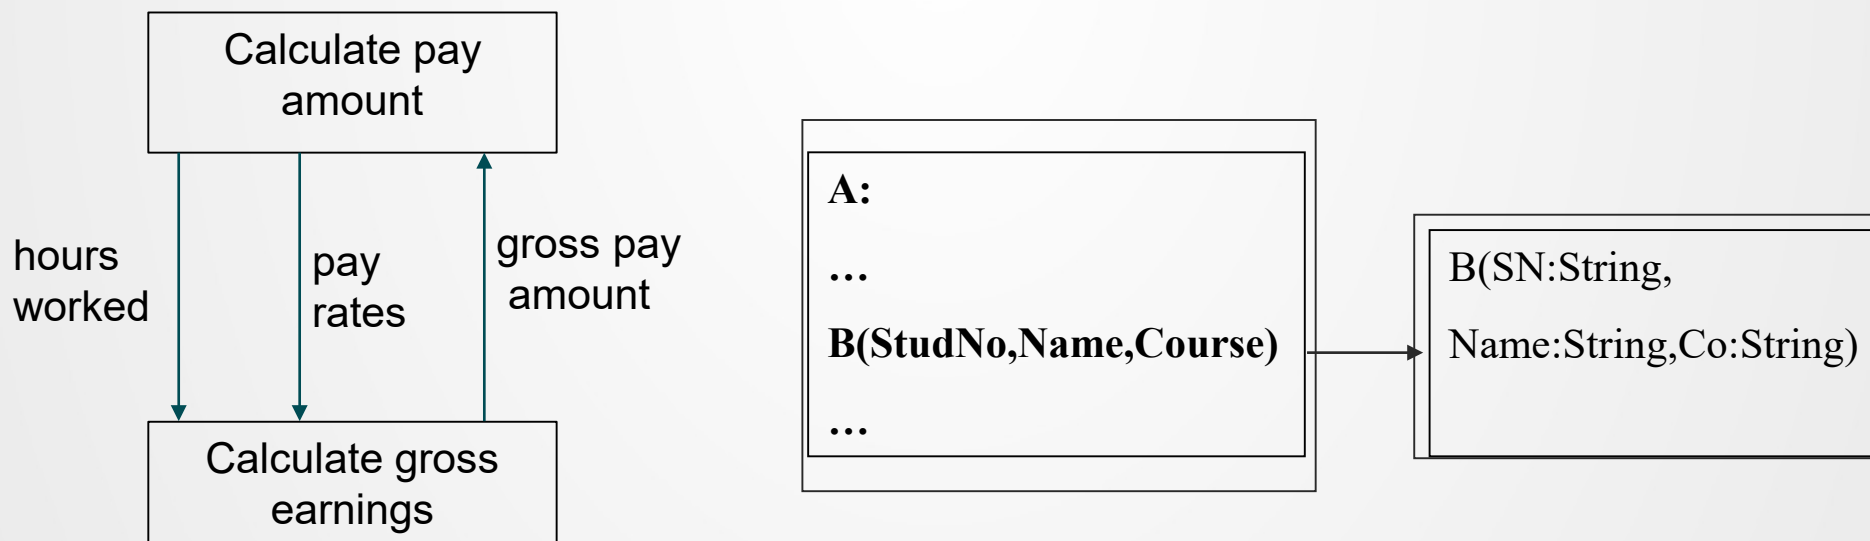 Calculate pay
amount
hours
worked
pay
rates
gross pay
amount
Calculate gross
earnings
A:
…
B(StudNo,Name,Course)
…
B(SN:String,
Name:String,Co:String)